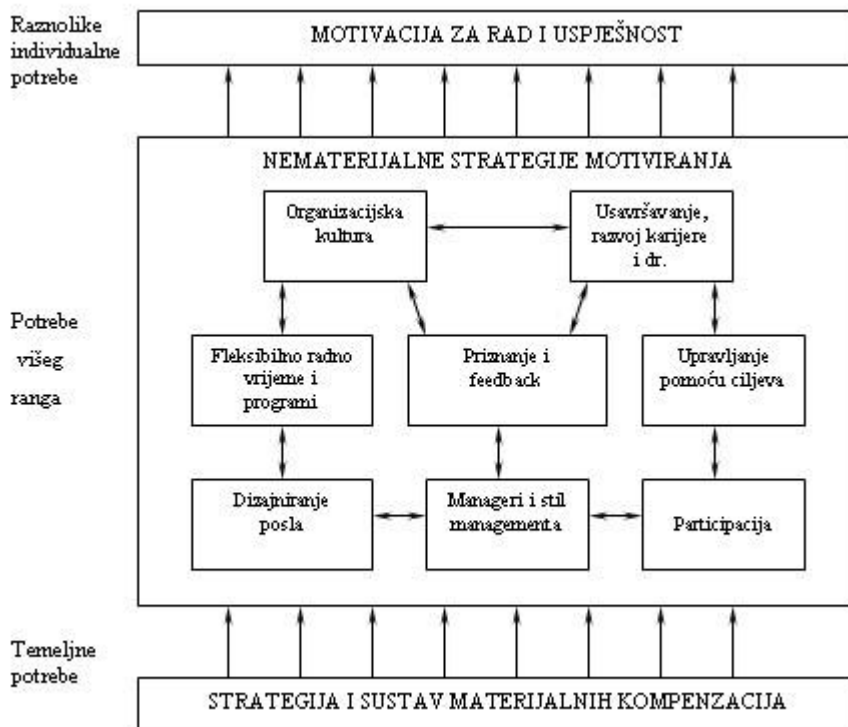 Raznolike
individualne
potrebe
MOTIVACIJA ZA RAD I USPJEŠNOST
NEMATERIJALNE STRATEGIJE MOTIVIRANJA
Organizacijska
kultura
Usavršavanje,
razvoj karijere
i dr.
Potrebe
višeg
ranga
Fleksibilno radno
vrijeme i
programi
Priznanje i
feedback
Upravljanje
pomoću ciljeva
Dizajniranje
posla
Manageri i stil
managementa
Participacija
Temeljne
potrebe
STRATEGIJA I SUSTAV MATERIJALNIH KOMPENZACIJA